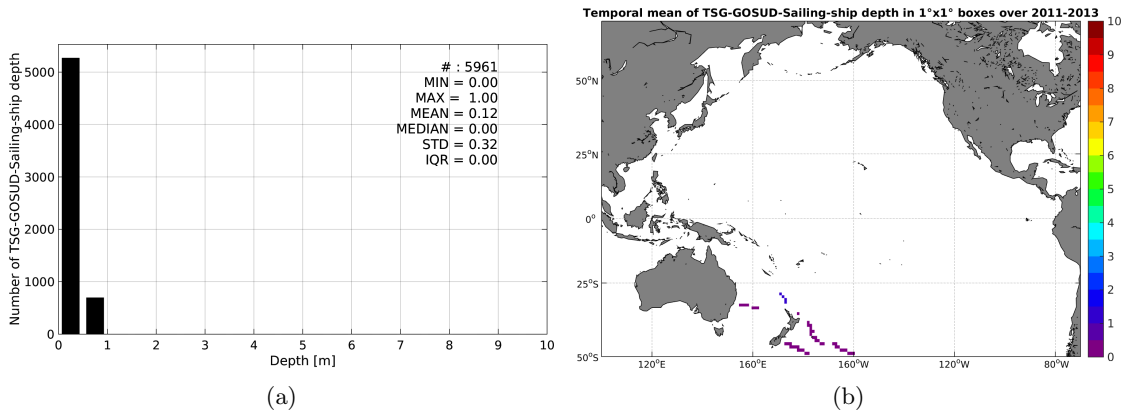 Number of TSG-GOSUD-Sailing-ship depth
5000
4000
3000
2000
1000
0
# : 5961
MIN = 0.00
MAX = 1.00
MEAN = 0.12
MEDIAN = 0.00
STD = 0.32
IQR = 0.00
0 1 2 3 4 5 6 7 8 9 10
Depth [m]
(a)
Temporal mean of TSG-GOSUD-Sailing-ship depth in 1°x1° boxes over 2011-2013
50°N
25°N
0°
25°S
50°S
120°E 160°E 160°W 120°W 80°W
10
9
8
7
6
5
4
3
2
1
0
(b)